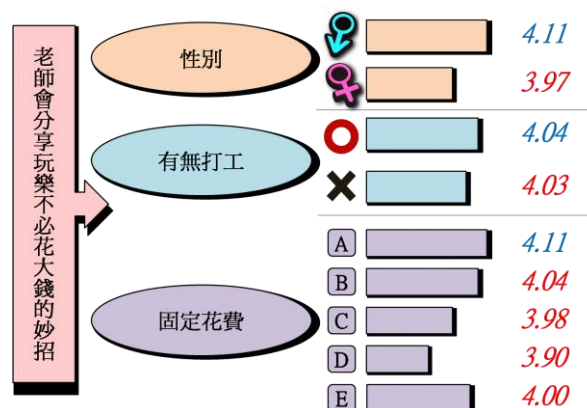 老師會分享玩樂不必花大錢的妙招
性別
4.11
3.97
有無打工
4.04
4.03
固定花費
A
4.11
B
4.04
C
3.98
D
3.90
E
4.00